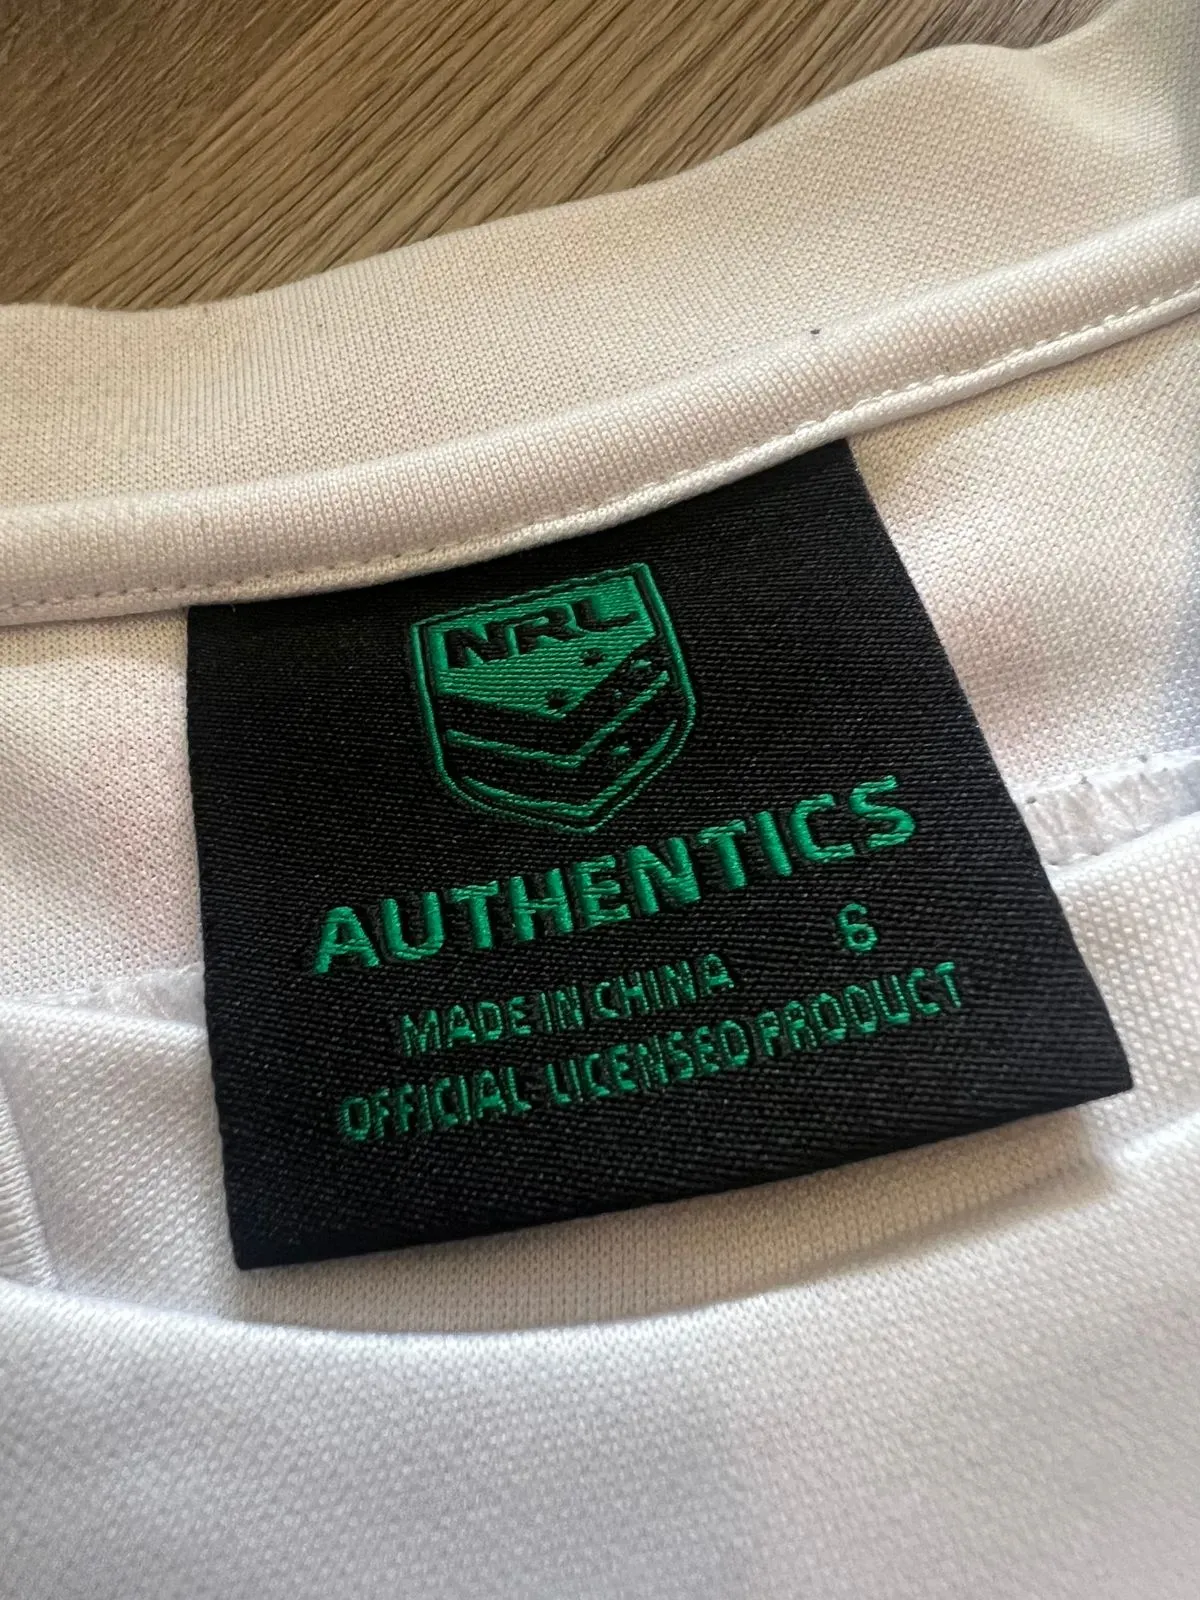 NRL
AUTHENTICS
6
MADE IN CHINA
OFFICIAL LICENSED PRODUCT